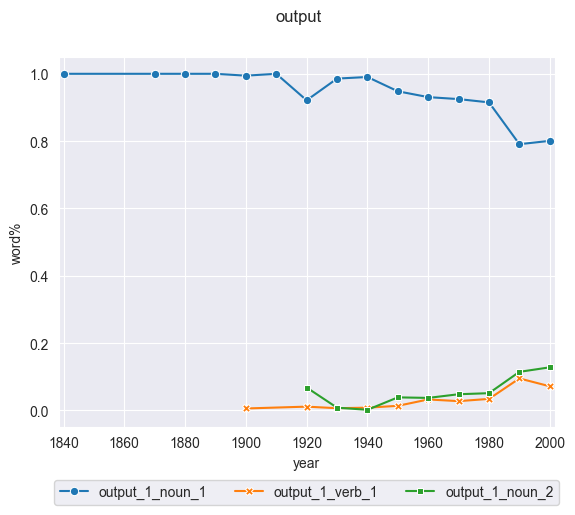 output
1.0
0.8
0.6
0.4
0.2
0.0
word%
1840 1860 1880 1900 1920 1940 1960 1980 2000
year
output_1_noun_1 output_1_verb_1 output_1_noun_2